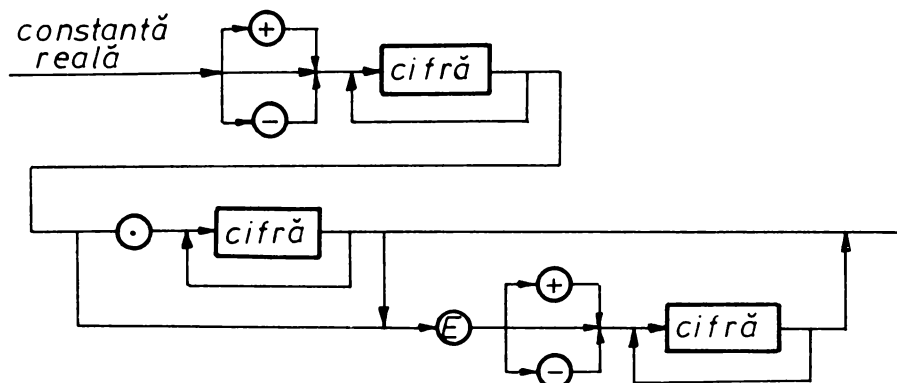 constantă
reală
+
cifră
-
.
cifră
+
E
cifră
-